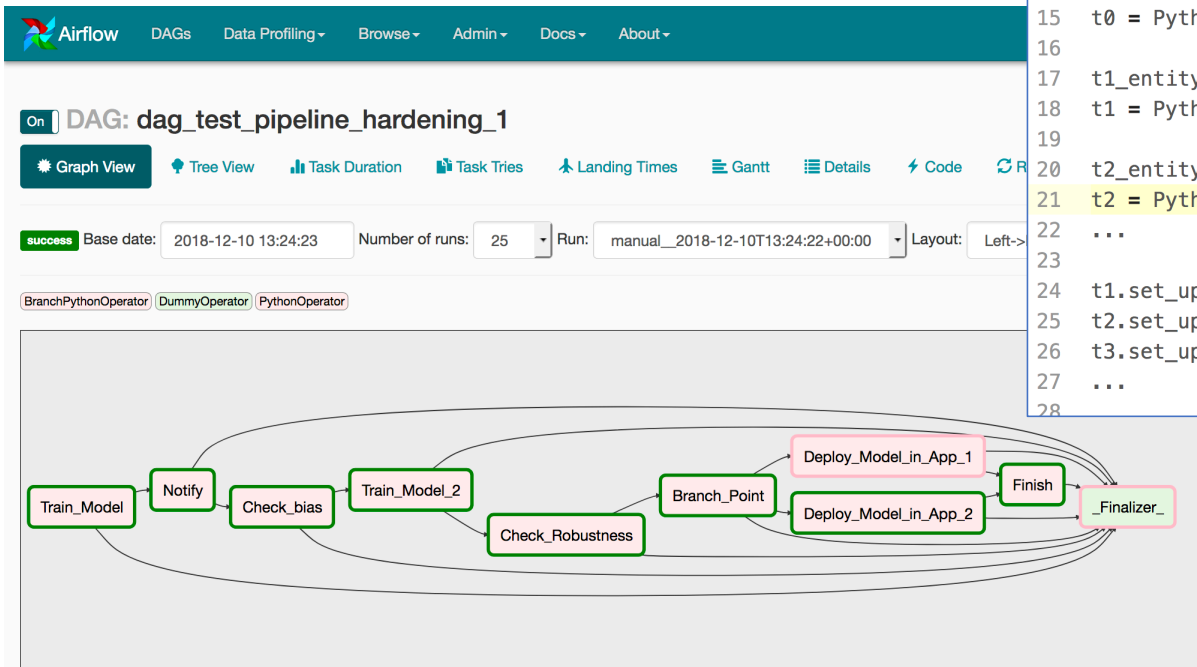 Airflow DAGs Data Profiling Browse Admin Docs About
On DAG: dag_test_pipeline_hardening_1
Graph View Tree View Task Duration Task Tries Landing Times Gantt Details Code R
success Base date: 2018-12-10 13:24:23 Number of runs: 25 Run: manual__2018-12-10T13:24:22+00:00 Layout: Left->
BranchPythonOperator DummyOperator PythonOperator
Train_Model
Notify
Check_bias
Train_Model_2
Check_Robustness
Branch_Point
Deploy_Model_in_App_1
Deploy_Model_in_App_2
Finish
_Finalizer_
15 t0 = Pyth
16
17 t1_entity
18 t1 = Pyth
19
20 t2_entity
21 t2 = Pyth
22 ...
23
24 t1.set_up
25 t2.set_up
26 t3.set_up
27 ...
28